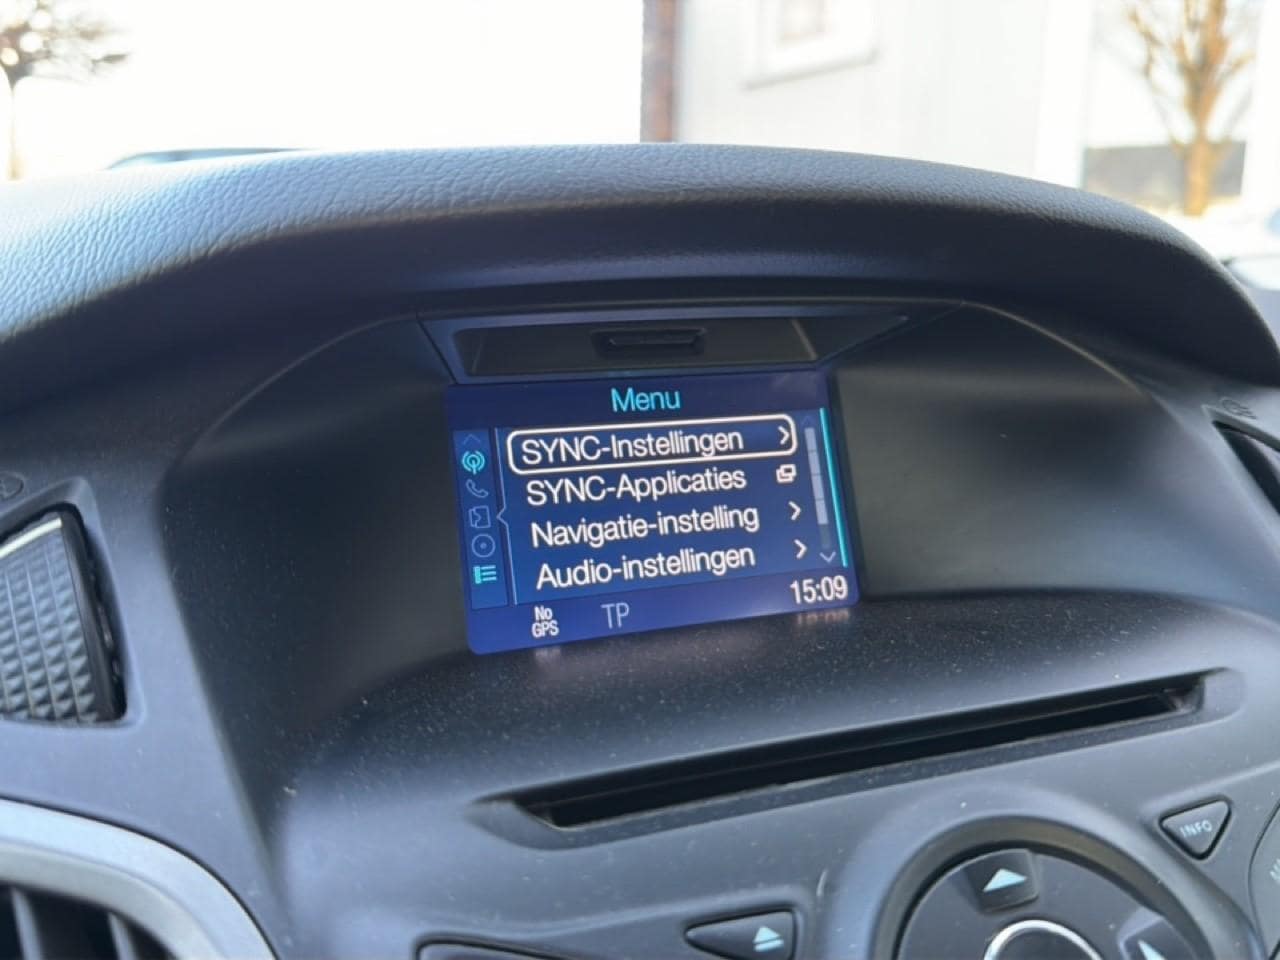 Menu
SYNC-Instellingen
SYNC-Applicaties
Navigatie-instelling
Audio-instellingen
No
GPS
TP
15:09
INFO